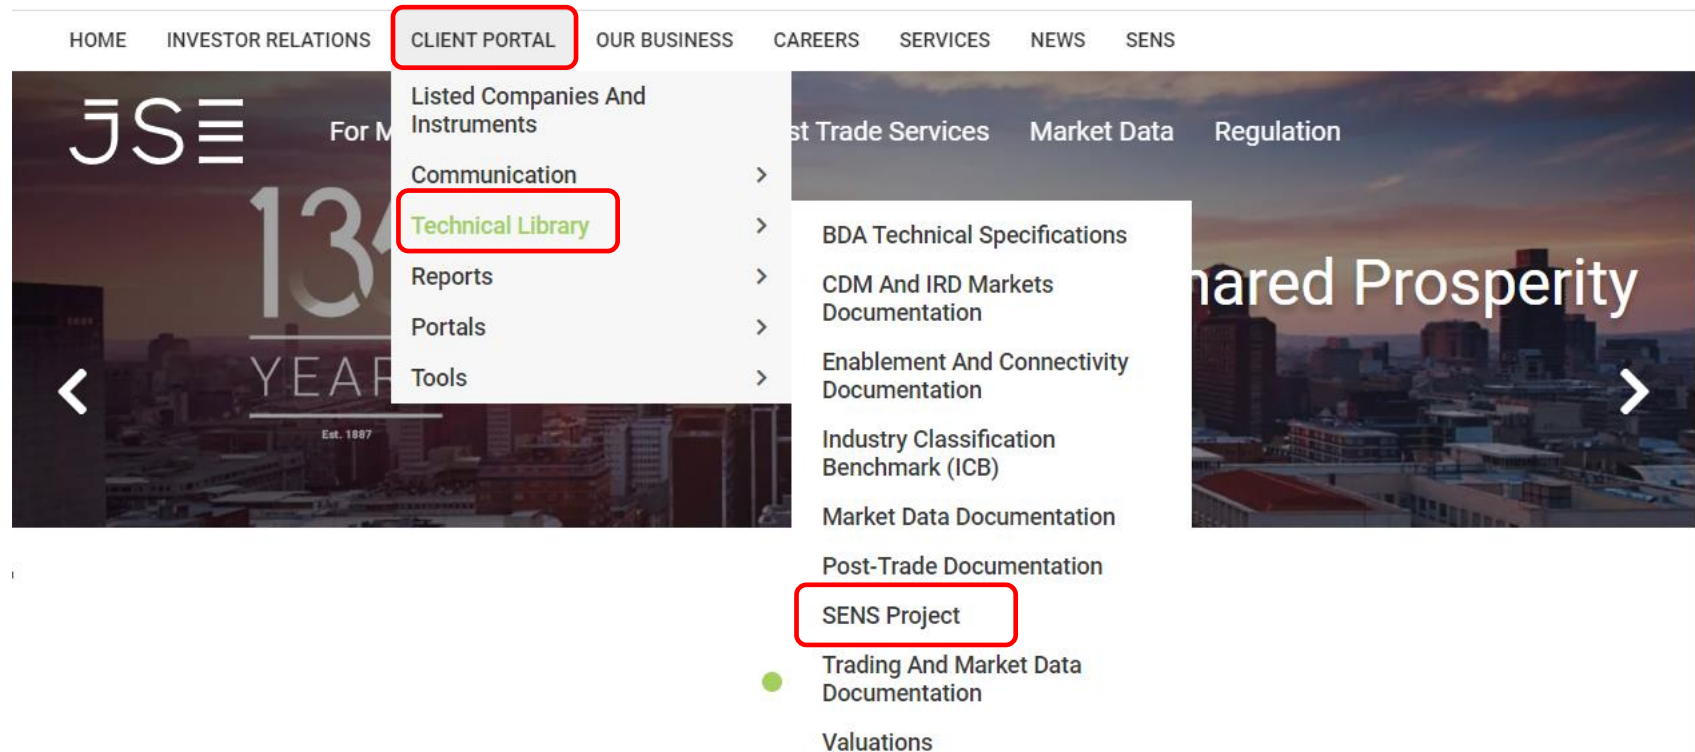 HOME INVESTOR RELATIONS CLIENT PORTAL OUR BUSINESS CAREERS SERVICES NEWS SENS
JSE
For M
st Trade Services Market Data Regulation
Listed Companies And
Instruments
Communication
Technical Library
Reports
Portals
Tools
BDA Technical Specifications
CDM And IRD Markets
Documentation
Enablement And Connectivity
Documentation
Industry Classification
Benchmark (ICB)
Market Data Documentation
Post-Trade Documentation
SENS Project
Trading And Market Data
Documentation
Valuations
hared Prosperity
13
YEAR
Est. 1887